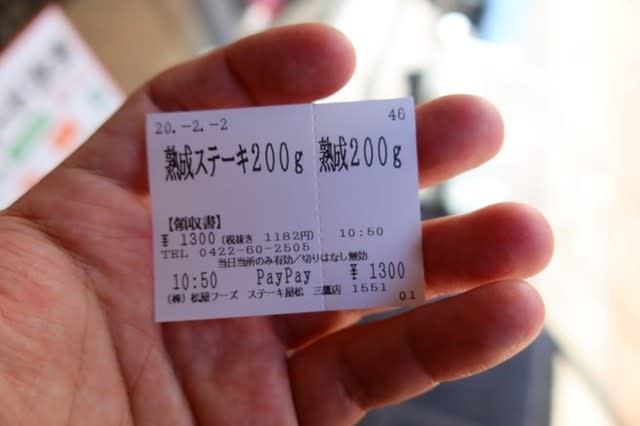 20.-2.-2
46
熟成ステーキ200g
熟成200g
【領収書】
¥ 1300(税抜き 1182円)
10:50
TEL 0422-60-2505
当日当所のみ有効/切りはなし無効
10:50 PayPay ¥ 1300
(株)松屋フーズ ステーキ屋松 三鷹店 1551
01